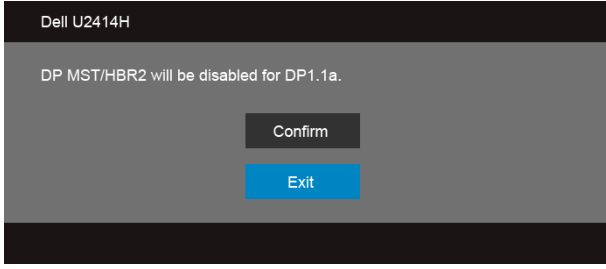 Dell U2414H
DP MST/HBR2 will be disabled for DP1.1a.
Confirm
Exit